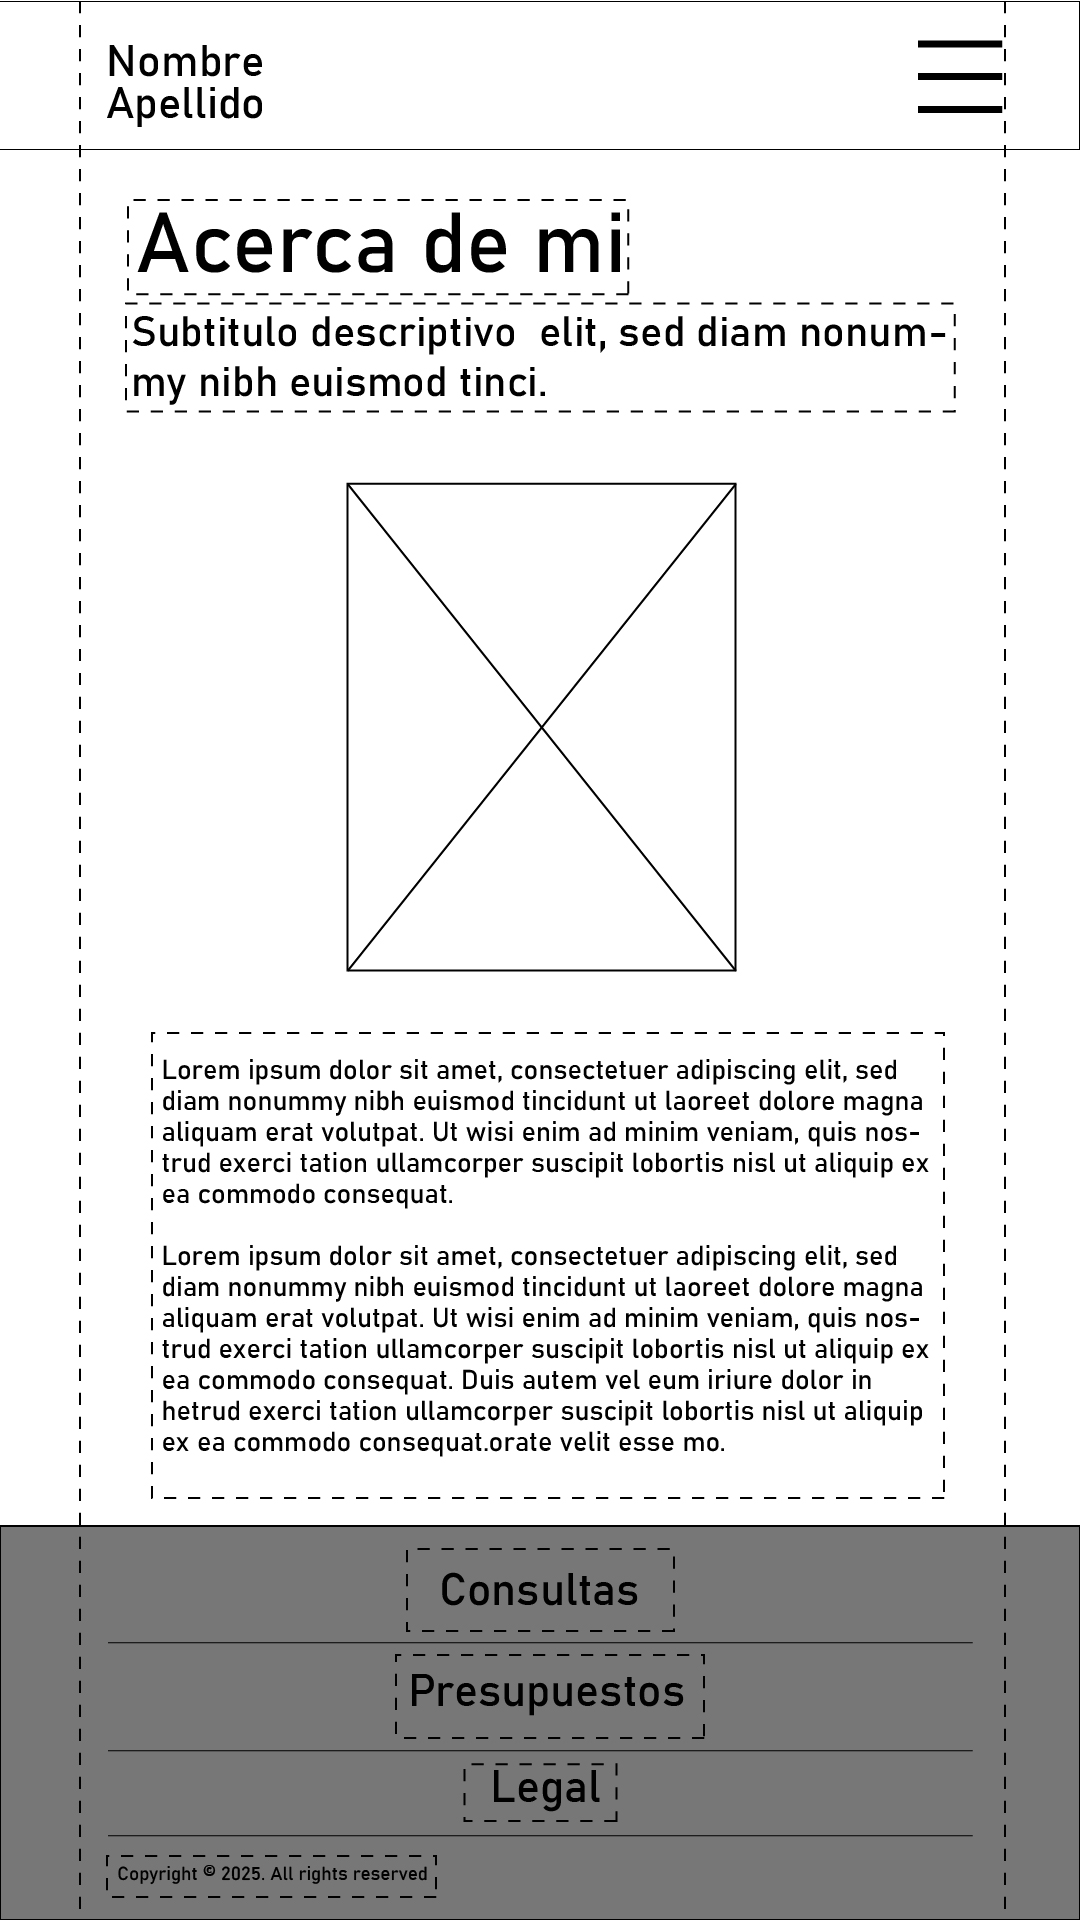 Nombre
Apellido
Acerca de mi
Subtitulo descriptivo  elit, sed diam nonum-
my nibh euismod tinci.
Lorem ipsum dolor sit amet, consectetuer adipiscing elit, sed
diam nonummy nibh euismod tincidunt ut laoreet dolore magna
aliquam erat volutpat. Ut wisi enim ad minim veniam, quis nos-
trud exerci tation ullamcorper suscipit lobortis nisl ut aliquip ex
ea commodo consequat.
Lorem ipsum dolor sit amet, consectetuer adipiscing elit, sed
diam nonummy nibh euismod tincidunt ut laoreet dolore magna
aliquam erat volutpat. Ut wisi enim ad minim veniam, quis nos-
trud exerci tation ullamcorper suscipit lobortis nisl ut aliquip ex
ea commodo consequat. Duis autem vel eum iriure dolor in
hetrud exerci tation ullamcorper suscipit lobortis nisl ut aliquip
ex ea commodo consequat.orate velit esse mo.
Consultas
Presupuestos
Legal
Copyright © 2025. All rights reserved